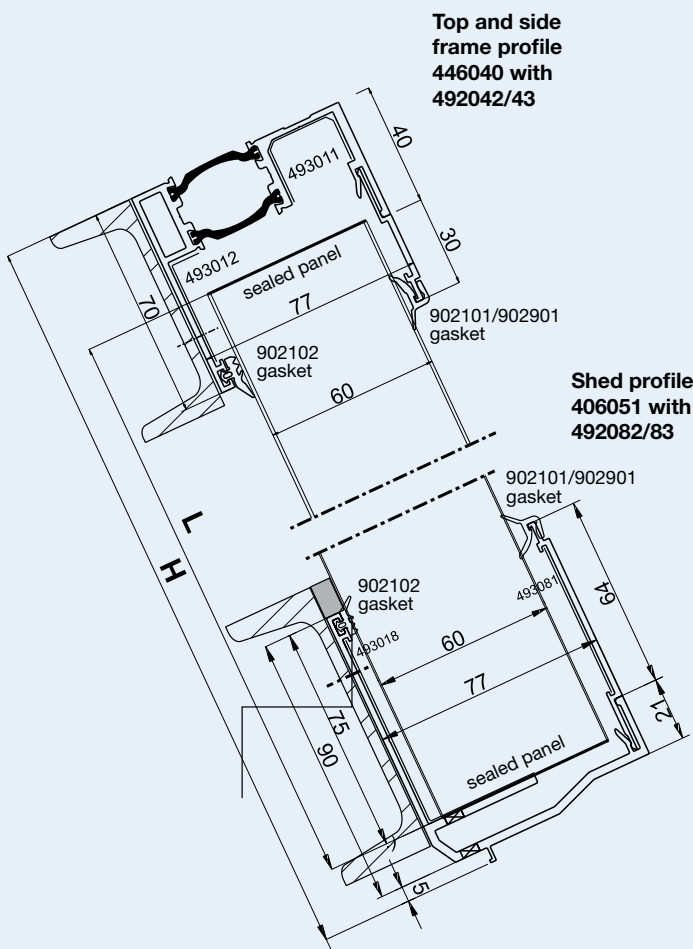 Top and side
frame profile
446040 with
492042/43
40
493011
30
493012
sealed panel
70
77
902101/902901
gasket
902102
gasket
60
Shed profile
406051 with
492082/83
902101/902901
gasket
L
H
902102
gasket
493081
64
493018
60
77
75
90
21
sealed panel
5